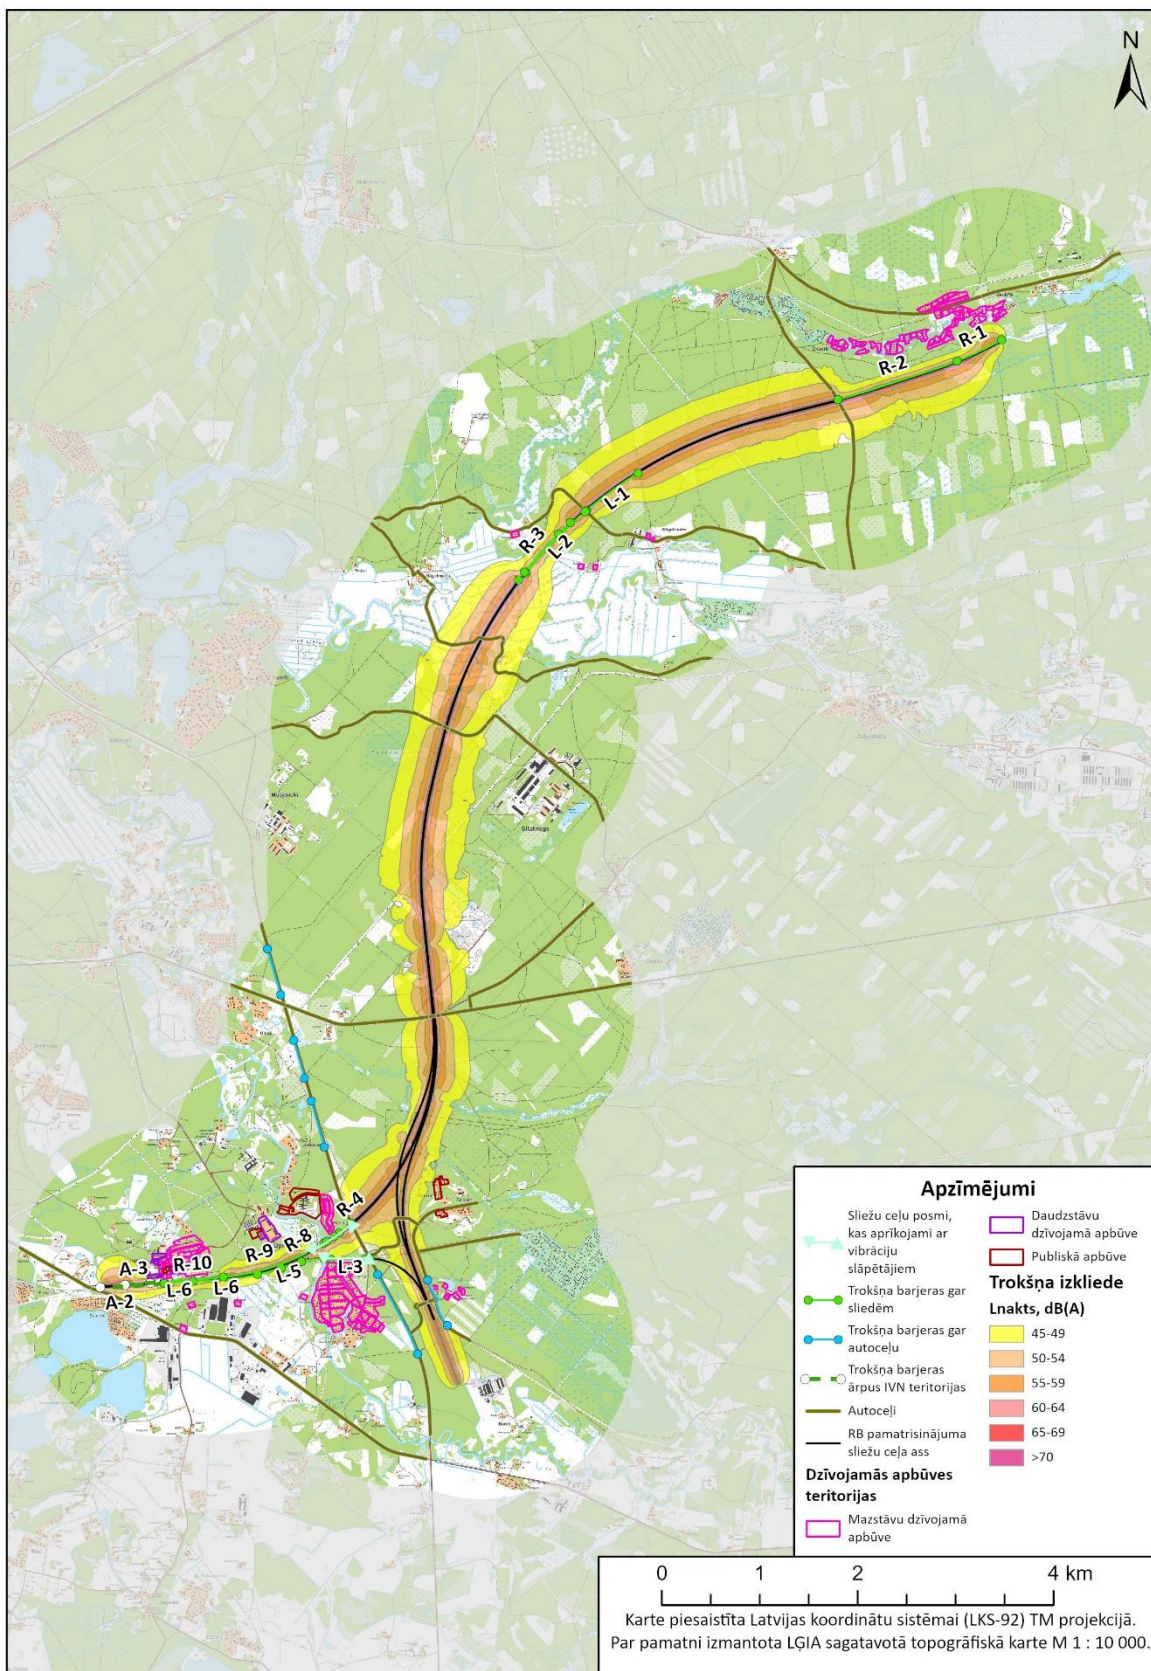 N
R-1
R-2
L-1
R-3
L-2
Silakrogs
R-4
R-8
R-9
L-3
L-5
A-3
R-10
L-6
L-6
A-2
Apzīmējumi
Sliežu ceļu posmi,
kas aprīkojami ar
vibrāciju
slāpētājiem
Trokšņa barjeras gar
sliedēm
Trokšņa barjeras gar
autoceļu
Trokšņa barjeras
ārpus IVN teritorijas
Autoceļi
RB pamatrisinājuma
sliežu ceļa ass
Dzīvojamās apbūves
teritorijas
Mazstāvu dzīvojamā
apbūve
Daudzstāvu
dzīvojamā apbūve
Publiskā apbūve
Trokšņa izkliede
Lnakts, dB(A)
45-49
50-54
55-59
60-64
65-69
>70
0 1 2 4 km
Karte piesaistīta Latvijas koordinātu sistēmai (LKS-92) TM projekcijā.
Par pamatni izmantota LĢIA sagatavotā topogrāfiskā karte M 1 : 10 000.